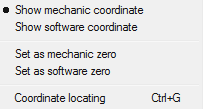 Show mechanic coordinate
Show software coordinate
Set as mechanic zero
Set as software zero
Coordinate locating Ctrl+G